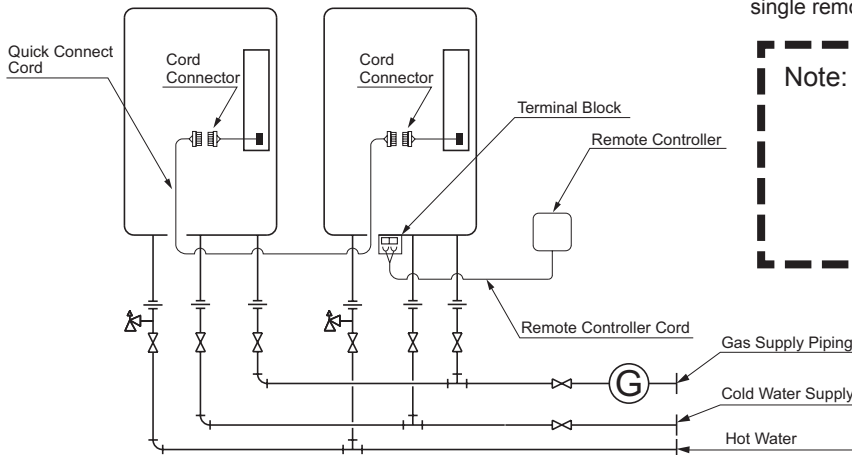 single remo
Note:
Quick Connect
Cord
Cord
Connector
Cord
Connector
Terminal Block
Remote Controller
Remote Controller Cord
Gas Supply Piping
G
Cold Water Supply
Hot Water